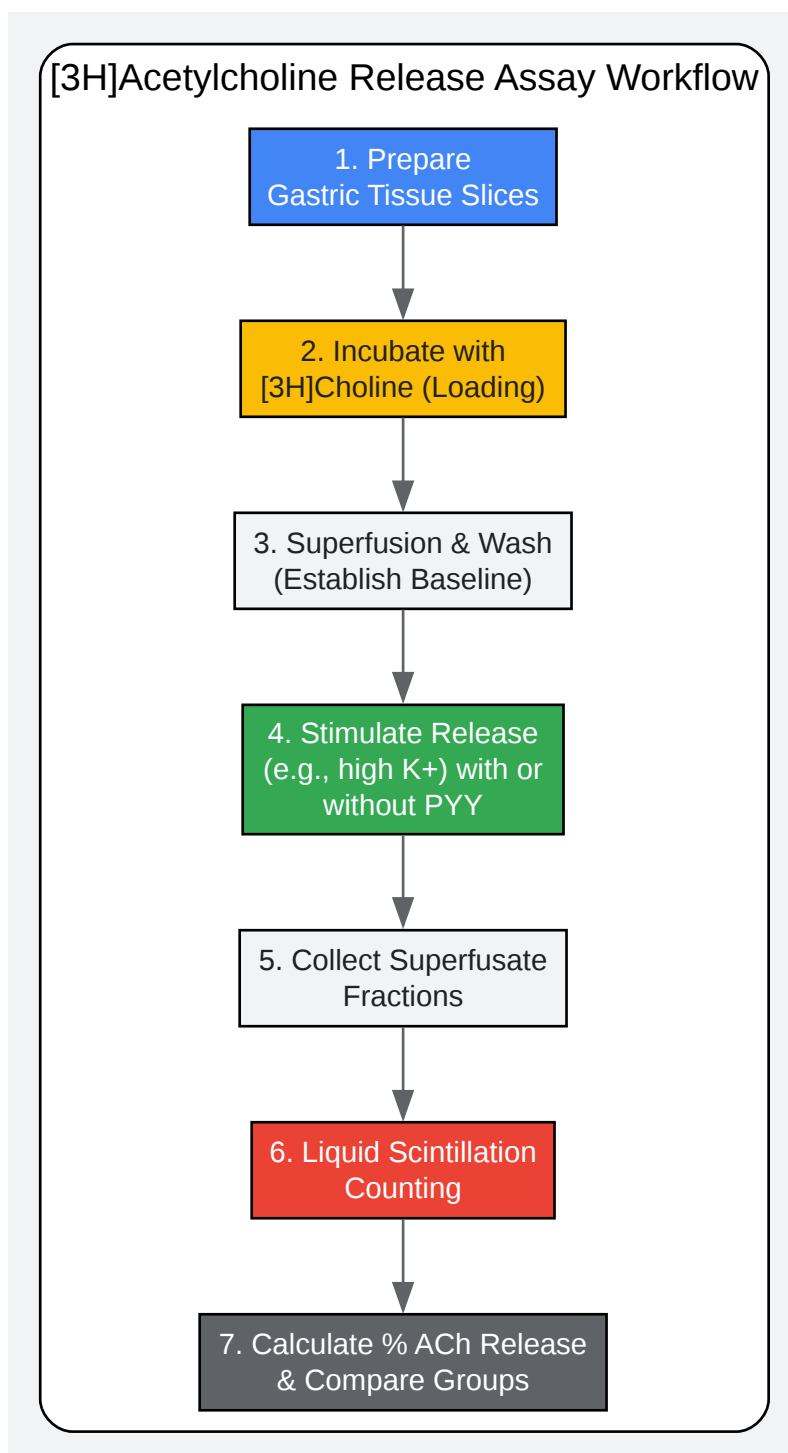 [3H]Acetylcholine Release Assay Workflow
1. Prepare
Gastric Tissue Slices
2. Incubate with
[3H]Choline (Loading)
3. Superfusion & Wash
(Establish Baseline)
4. Stimulate Release
(e.g., high K+) with or
without PYY
5. Collect Superfusate
Fractions
6. Liquid Scintillation
Counting
7. Calculate % ACh Release
& Compare Groups